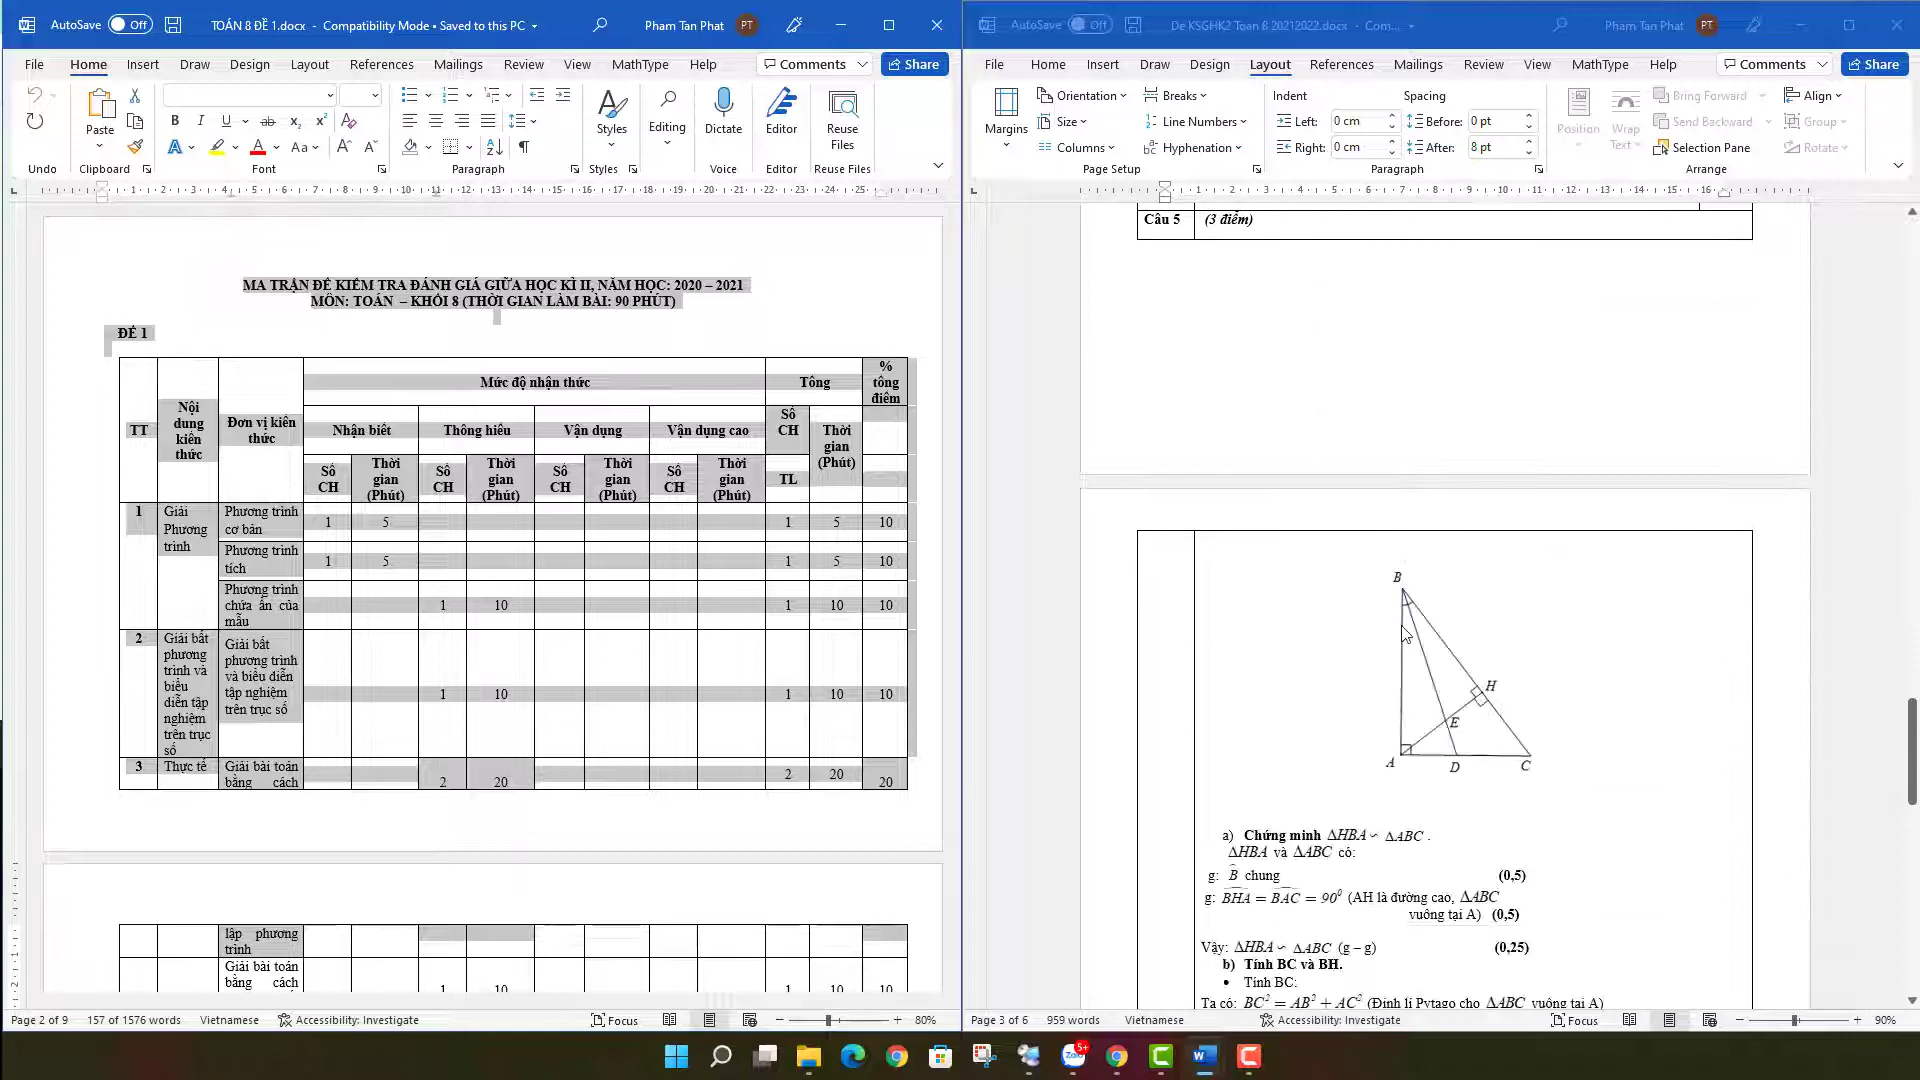 AutoSave Off TOÁN 8 ĐỀ 1.docx - Compatibility Mode • Saved to this PC Pham Tan Phat PT
File Home Insert Draw Design Layout References Mailings Review View MathType Help Comments Share
Paste
Styles
Editing
Dictate
Editor
Reuse Files
Undo Clipboard Font Paragraph Styles Voice Editor Reuse Files
MA TRẬN ĐỀ KIỂM TRA ĐÁNH GIÁ GIỮA HỌC KÌ II, NĂM HỌC: 2020 – 2021
MÔN: TOÁN – KHỐI 8 (THỜI GIAN LÀM BÀI: 90 PHÚT)
ĐỀ 1
TT
Nội dung kiến thức
Đơn vị kiến thức
Mức độ nhận thức
Tổng
% tổng điểm
Nhận biết Thông hiểu Vận dụng Vận dụng cao
Số CH
Thời gian (Phút)
Số CH
Thời gian (Phút)
Số CH
Thời gian (Phút)
Số CH
Thời gian (Phút)
Số CH
TL
Thời gian (Phút)
1
Giải Phương trình
Phương trình cơ bản
1 5 1 5 10
Phương trình tích
1 5 1 5 10
Phương trình chứa ẩn của mẫu
1 10 1 10 10
2
Giải bất phương trình và biểu diễn tập nghiệm trên trục số
Giải bất phương trình và biểu diễn tập nghiệm trên trục số
1 10 1 10 10
3
Thực tế
Giải bài toán bằng cách
2 20 2 20 20
lập phương trình
Giải bài toán bằng cách
1 10 1 10 10
Page 2 of 9 157 of 1576 words Vietnamese Accessibility: Investigate Focus 80%
AutoSave Off De KSGHK2 Toan 8 20212022.docx - Com... Pham Tan Phat PT
File Home Insert Draw Design Layout References Mailings Review View MathType Help Comments Share
Margins
Orientation
Size
Columns
Breaks
Line Numbers
Hyphenation
Indent
Left: 0 cm
Right: 0 cm
Spacing
Before: 0 pt
After: 8 pt
Position
Wrap Text
Bring Forward
Send Backward
Selection Pane
Align
Group
Rotate
Page Setup Paragraph Arrange
Câu 5 (3 điểm)
B
H
E
A D C
a) Chứng minh ΔHBA ∽ ΔABC .
ΔHBA và ΔABC có:
g: B̂ chung (0,5)
g: BHA = BAC = 90⁰ (AH là đường cao, ΔABC
vuông tại A) (0,5)
Vậy: ΔHBA ∽ ΔABC (g – g) (0,25)
b) Tính BC và BH.
• Tính BC:
Ta có: BC² = AB² + AC² (Định lí Pytago cho ΔABC vuông tại A)
Page 3 of 6 959 words Vietnamese Accessibility: Investigate Focus 90%
Zalo 5+